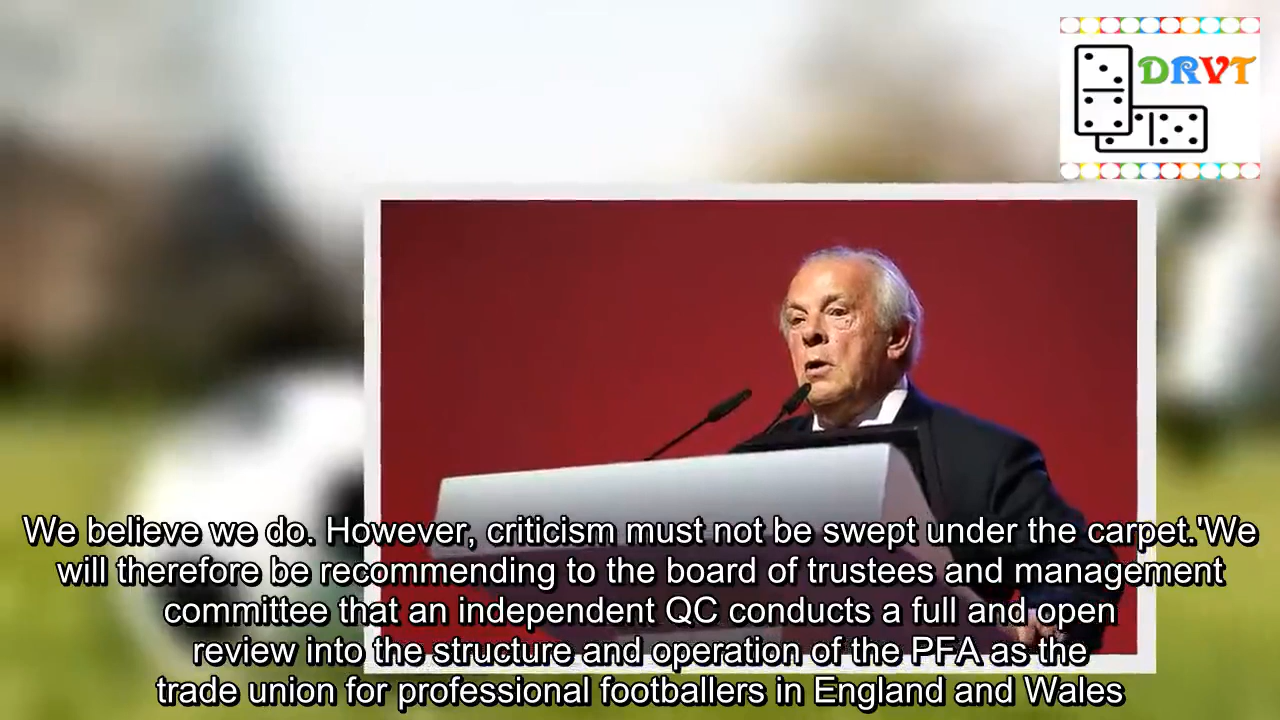 DRVT
We believe we do. However, criticism must not be swept under the carpet.'We
will therefore be recommending to the board of trustees and management
committee that an independent QC conducts a full and open
review into the structure and operation of the PFA as the
trade union for professional footballers in England and Wales